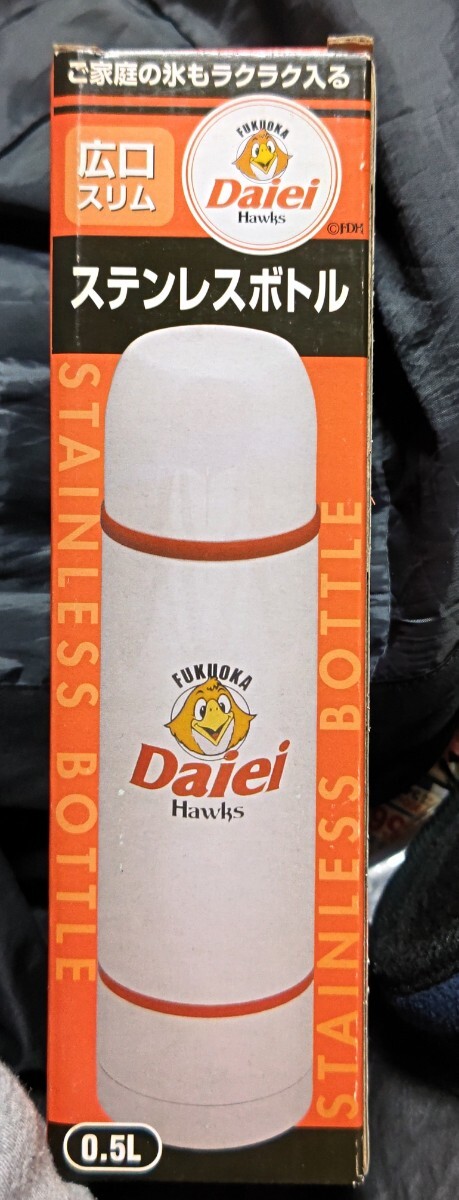 ご家庭の氷もラクラク入る
広口
スリム
FUKUOKA
Daiei
Hawks
©FDH
ステンレスボトル
STAINLESS BOTTLE
FUKUOKA
Daiei
Hawks
STAINLESS BOTTLE
0.5L